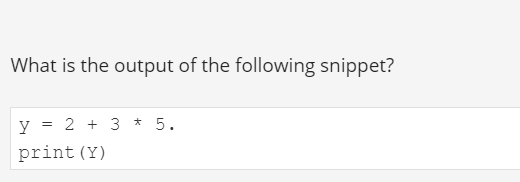 What is the output of the following snippet?
y = 2 + 3 * 5.
print(Y)